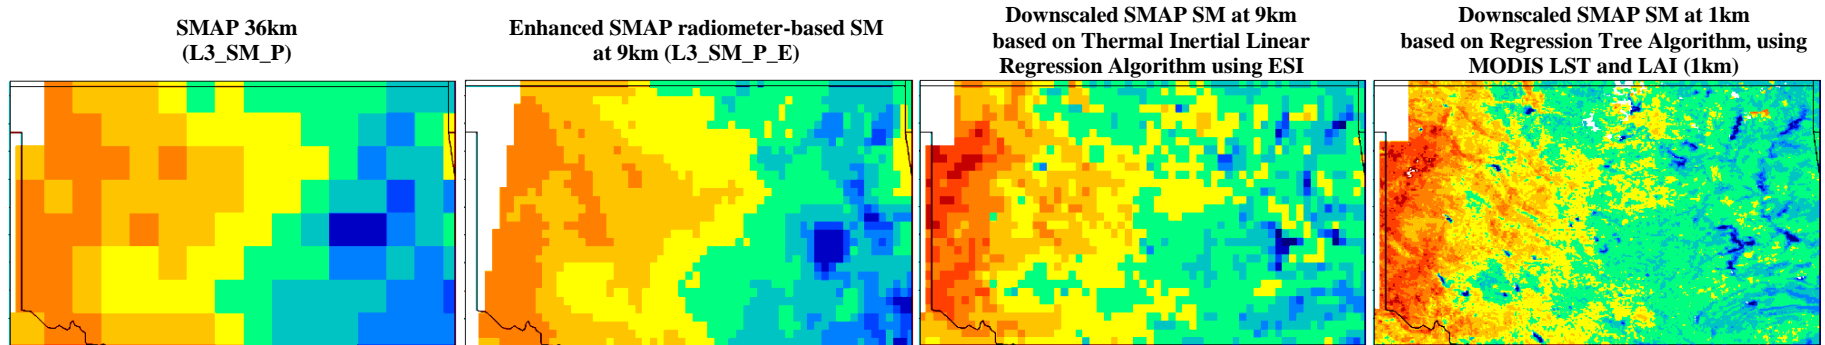 SMAP 36km
(L3_SM_P)
Enhanced SMAP radiometer-based SM
at 9km (L3_SM_P_E)
Downscaled SMAP SM at 9km
based on Thermal Inertial Linear
Regression Algorithm using ESI
Downscaled SMAP SM at 1km
based on Regression Tree Algorithm, using
MODIS LST and LAI (1km)